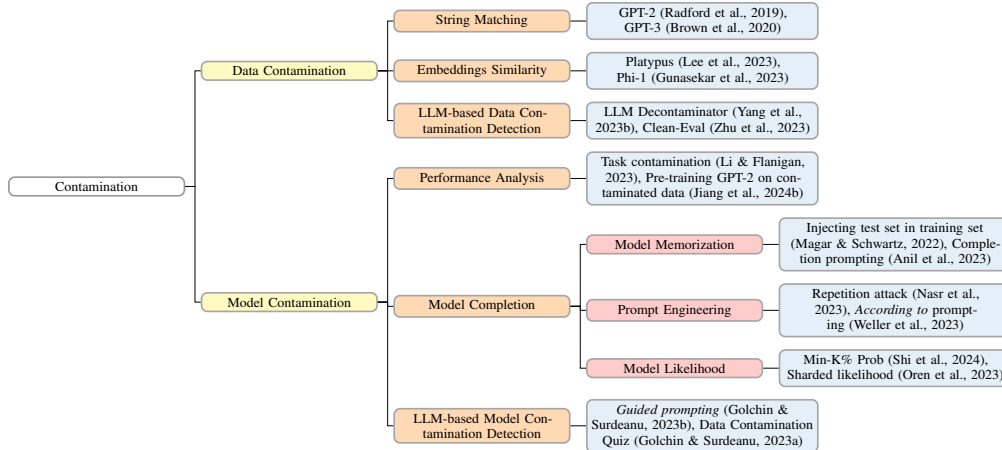 Contamination
Data Contamination
String Matching
GPT-2 (Radford et al., 2019),
GPT-3 (Brown et al., 2020)
Embeddings Similarity
Platypus (Lee et al., 2023),
Phi-1 (Gunasekar et al., 2023)
LLM-based Data Con-
tamination Detection
LLM Decontaminator (Yang et al.,
2023b), Clean-Eval (Zhu et al., 2023)
Model Contamination
Performance Analysis
Task contamination (Li & Flanigan,
2023), Pre-training GPT-2 on con-
taminated data (Jiang et al., 2024b)
Model Completion
Model Memorization
Injecting test set in training set
(Magar & Schwartz, 2022), Comple-
tion prompting (Anil et al., 2023)
Prompt Engineering
Repetition attack (Nasr et al.,
2023), According to prompt-
ing (Weller et al., 2023)
Model Likelihood
Min-K% Prob (Shi et al., 2024),
Sharded likelihood (Oren et al., 2023)
LLM-based Model Con-
tamination Detection
Guided prompting (Golchin &
Surdeanu, 2023b), Data Contamination
Quiz (Golchin & Surdeanu, 2023a)